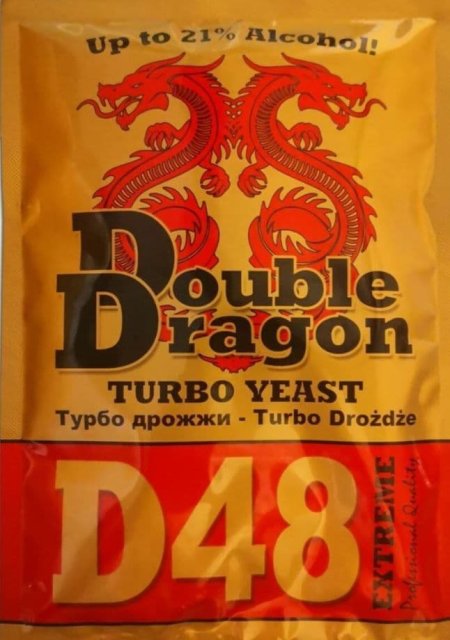 Up to 21% Alcohol!
Double
Dragon
TURBO YEAST
Турбо дрожжи - Turbo Drożdże
D48
EXTREME
Professional Quality